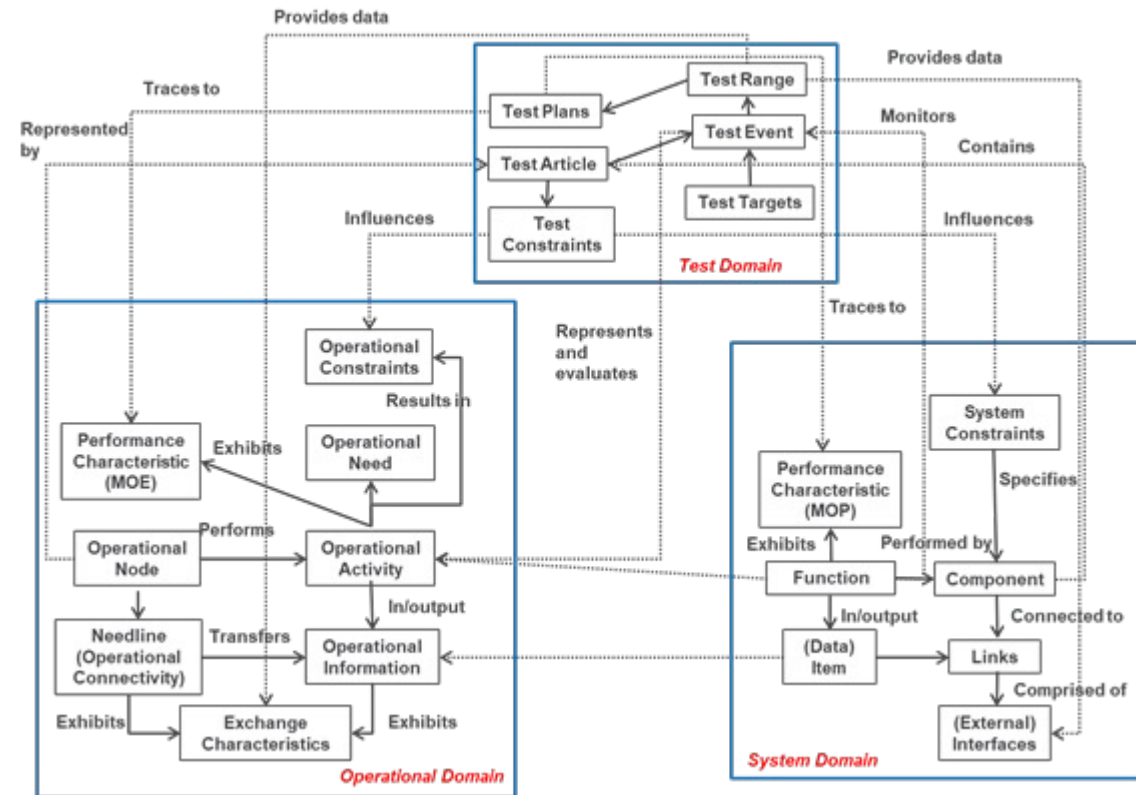 Provides data
Test Range
Provides data
Traces to
Test Plans
Represented
by
Test Event
Monitors
Test Article
Contains
Test Targets
Influences
Test
Constraints
Influences
Test Domain
Operational
Constraints
Represents
and
evaluates
Traces to
Results in
System
Constraints
Performance
Characteristic
(MOE)
Exhibits
Operational
Need
Performance
Characteristic
(MOP)
Specifies
Performs
Exhibits
Performed by
Operational
Node
Operational
Activity
Function
Component
In/output
In/output
Connected to
Needline
(Operational
Connectivity)
Transfers
Operational
Information
(Data)
Item
Links
Comprised of
Exhibits
Exchange
Characteristics
Exhibits
(External)
Interfaces
Operational Domain
System Domain